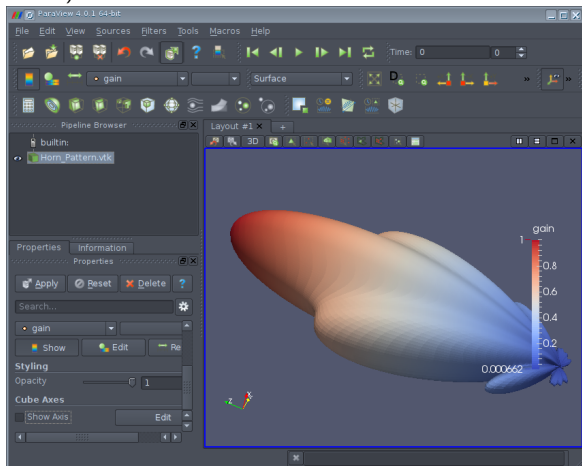 ParaView 4.0.1 64-bit
File Edit View Sources Filters Tools Macros Help
Time: 0 0
gain Surface
Pipeline Browser
builtin:
Horn_Pattern.vtk
Layout #1
3D
Properties Information
Properties
Apply Reset Delete ?
Search...
gain
Show Edit Re
Styling
Opacity 1
Cube Axes
Show Axis Edit
gain
1
0.8
0.6
0.4
0.2
0.000662
-Z